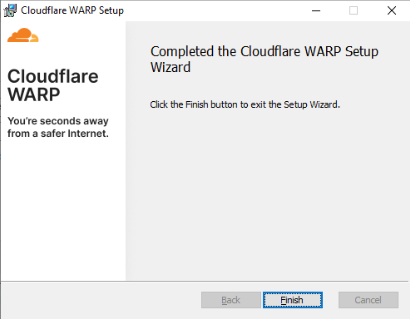 Cloudflare WARP Setup
Cloudflare
WARP
You're seconds away
from a safer Internet.
Completed the Cloudflare WARP Setup
Wizard
Click the Finish button to exit the Setup Wizard.
Back
Finish
Cancel